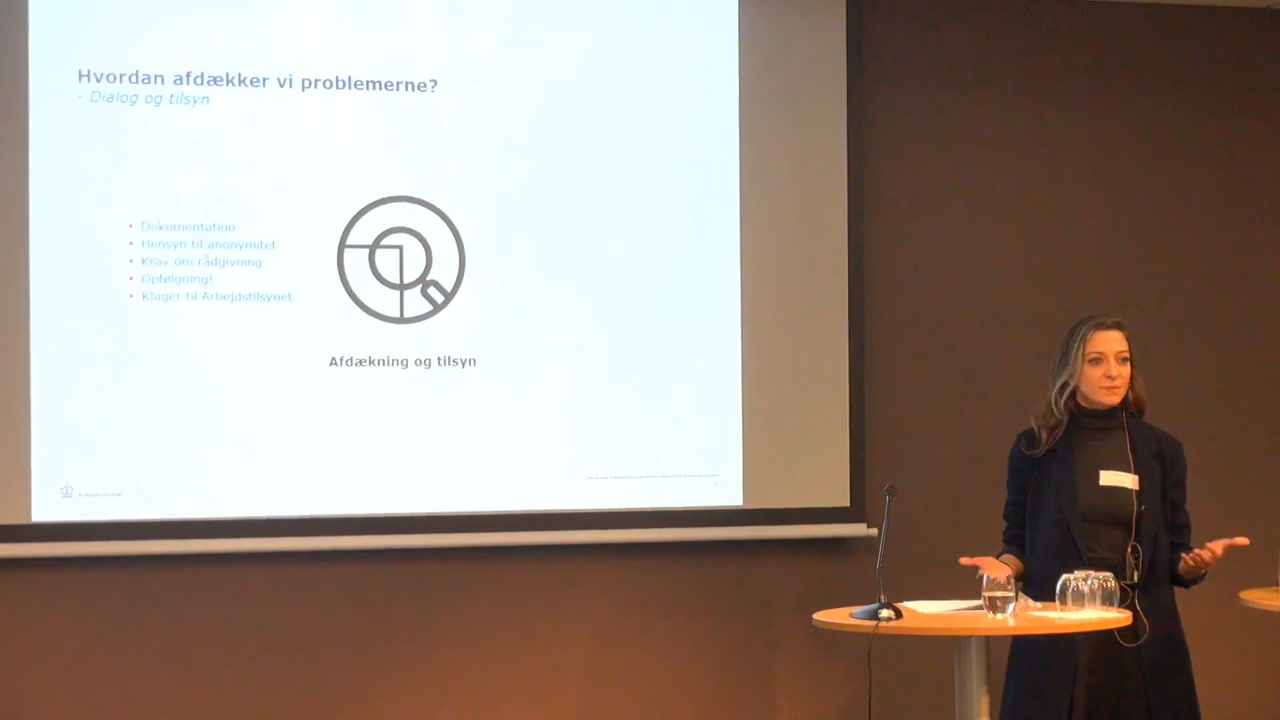 Hvordan afdækker vi problemerne?
- Dialog og tilsyn
• Dokumentation
• Hensyn til anonymitet
• Krav om rådgivning
• Opfølgning!
• Klager til Arbejdstilsynet
Afdækning og tilsyn